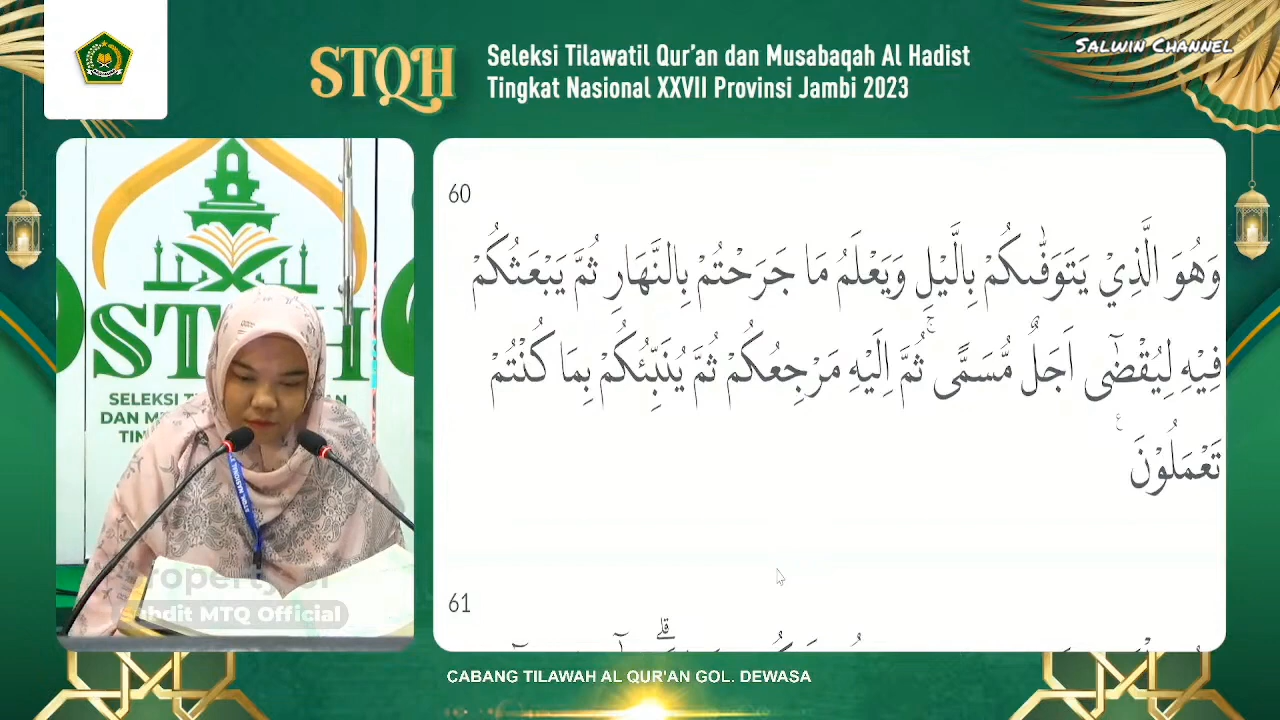 STQH
Seleksi Tilawatil Qur'an dan Musabaqah Al Hadist
Tingkat Nasional XXVII Provinsi Jambi 2023
SALWIN CHANNEL
STQH
SELEKSI
DAN
TIN
Property of
Subdit MTQ Official
60
وَهُوَ الَّذِيْ يَتَوَفّٰىكُمْ بِالَّيْلِ وَيَعْلَمُ مَا جَرَحْتُمْ بِالنَّهَارِ ثُمَّ يَبْعَثُكُمْ
فِيْهِ لِيُقْضٰٓى اَجَلٌ مُّسَمًّىۚ ثُمَّ اِلَيْهِ مَرْجِعُكُمْ ثُمَّ يُنَبِّئُكُمْ بِمَا كُنْتُمْ
تَعْمَلُوْنَ ࣖ
61
CABANG TILAWAH AL QUR'AN GOL. DEWASA